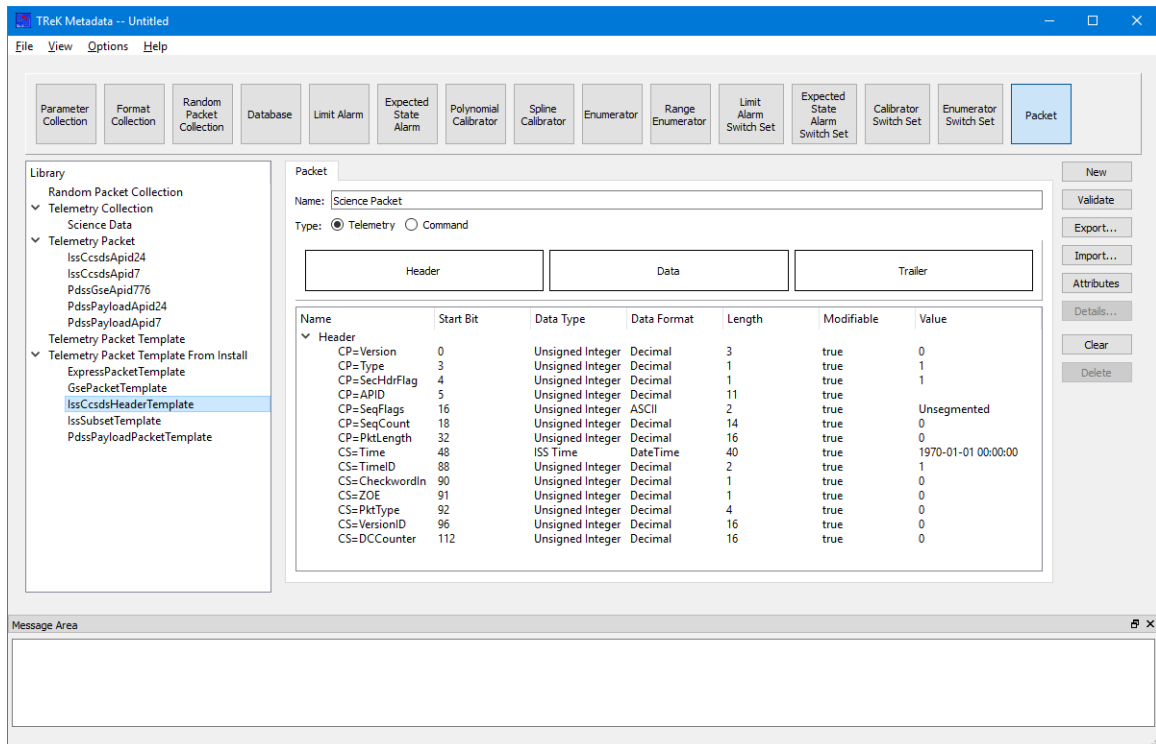 TReK Metadata -- Untitled
File View Options Help
Parameter Collection
Format Collection
Random Packet Collection
Database
Limit Alarm
Expected State Alarm
Polynomial Calibrator
Spline Calibrator
Enumerator
Range Enumerator
Limit Alarm Switch Set
Expected State Alarm Switch Set
Calibrator Switch Set
Enumerator Switch Set
Packet
Library
Random Packet Collection
Telemetry Collection
Science Data
Telemetry Packet
IssCcsdsApid24
IssCcsdsApid7
PdssGseApid776
PdssPayloadApid24
PdssPayloadApid7
Telemetry Packet Template
Telemetry Packet Template From Install
ExpressPacketTemplate
GsePacketTemplate
IssCcsdsHeaderTemplate
IssSubsetTemplate
PdssPayloadPacketTemplate
Packet
Name: Science Packet
Type: Telemetry Command
Header Data Trailer
Name Start Bit Data Type Data Format Length Modifiable Value
Header
CP=Version 0 Unsigned Integer Decimal 3 true 0
CP=Type 3 Unsigned Integer Decimal 1 true 1
CP=SecHdrFlag 4 Unsigned Integer Decimal 1 true 1
CP=APID 5 Unsigned Integer Decimal 11 true
CP=SeqFlags 16 Unsigned Integer ASCII 2 true Unsegmented
CP=SeqCount 18 Unsigned Integer Decimal 14 true 0
CP=PktLength 32 Unsigned Integer Decimal 16 true 0
CS=Time 48 ISS Time DateTime 40 true 1970-01-01 00:00:00
CS=TimeID 88 Unsigned Integer Decimal 2 true 1
CS=CheckwordIn 90 Unsigned Integer Decimal 1 true 0
CS=ZOE 91 Unsigned Integer Decimal 1 true 0
CS=PktType 92 Unsigned Integer Decimal 4 true 0
CS=VersionID 96 Unsigned Integer Decimal 16 true 0
CS=DCCounter 112 Unsigned Integer Decimal 16 true 0
New
Validate
Export...
Import...
Attributes
Details...
Clear
Delete
Message Area